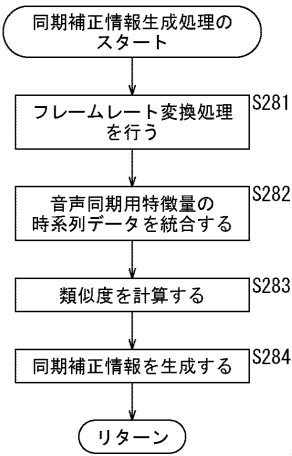 同期補正情報生成処理の
スタート
S281
フレームレート変換処理
を行う
S282
音声同期用特徴量の
時系列データを統合する
S283
類似度を計算する
S284
同期補正情報を生成する
リターン